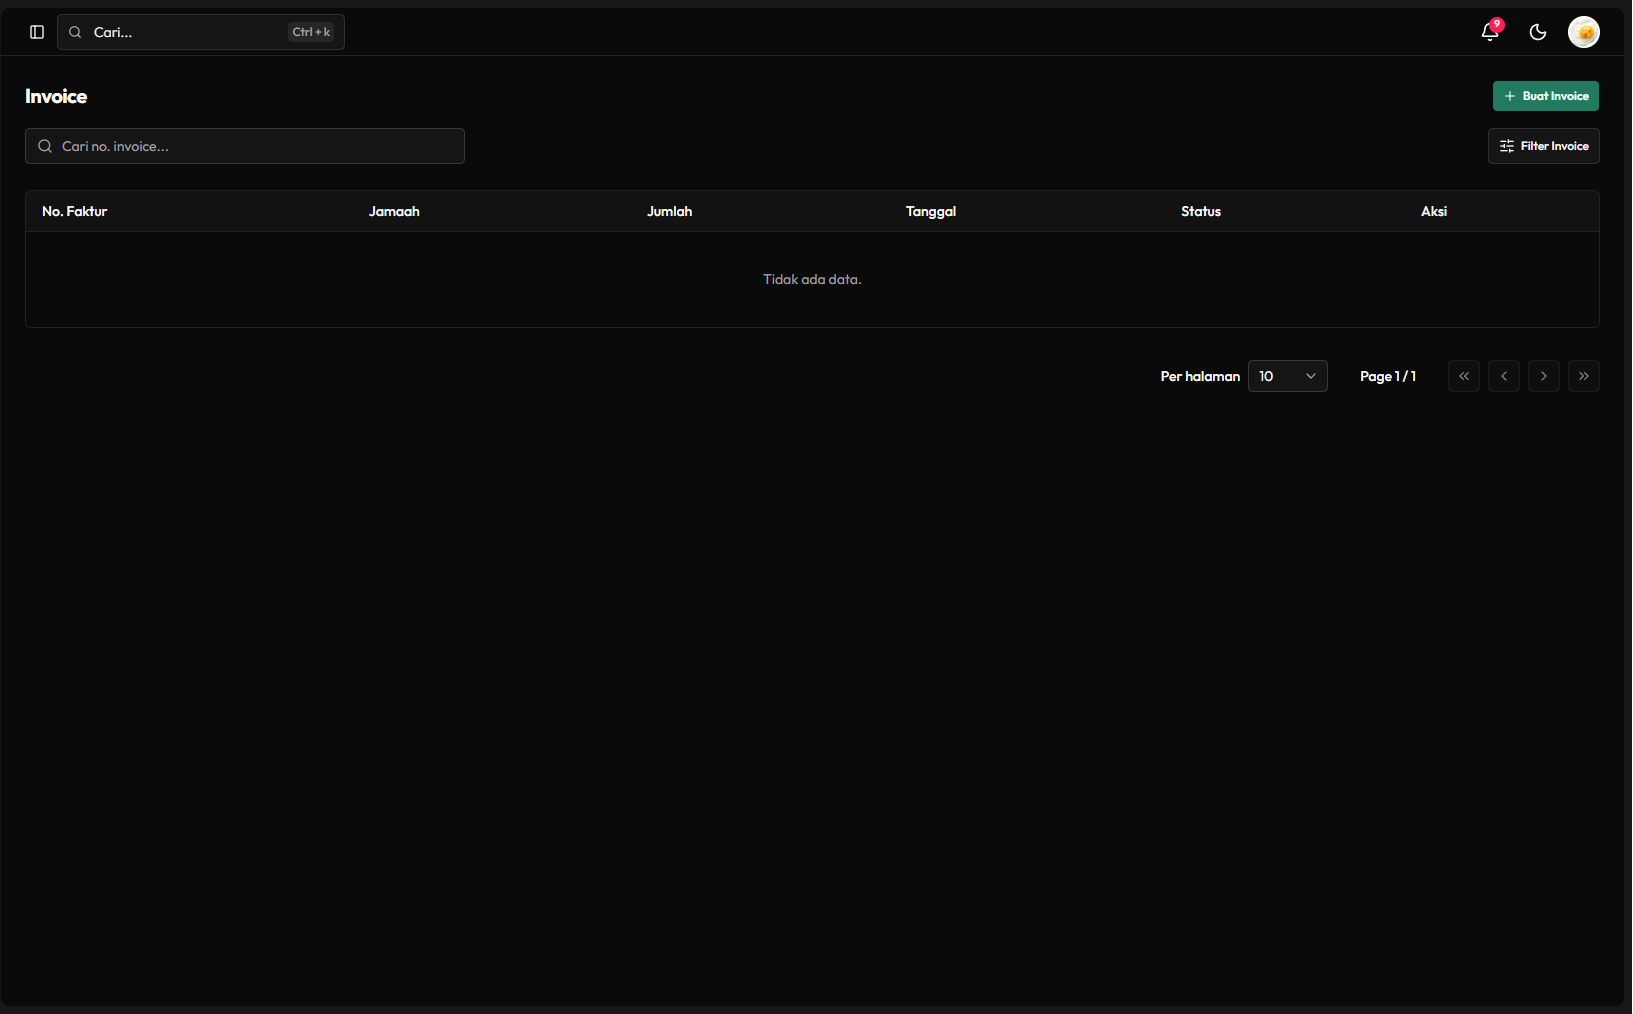 Cari...
Ctrl + k
9
Invoice
Buat Invoice
Cari no. invoice...
Filter Invoice
No. Faktur Jamaah Jumlah Tanggal Status Aksi
Tidak ada data.
Per halaman 10 Page 1 / 1